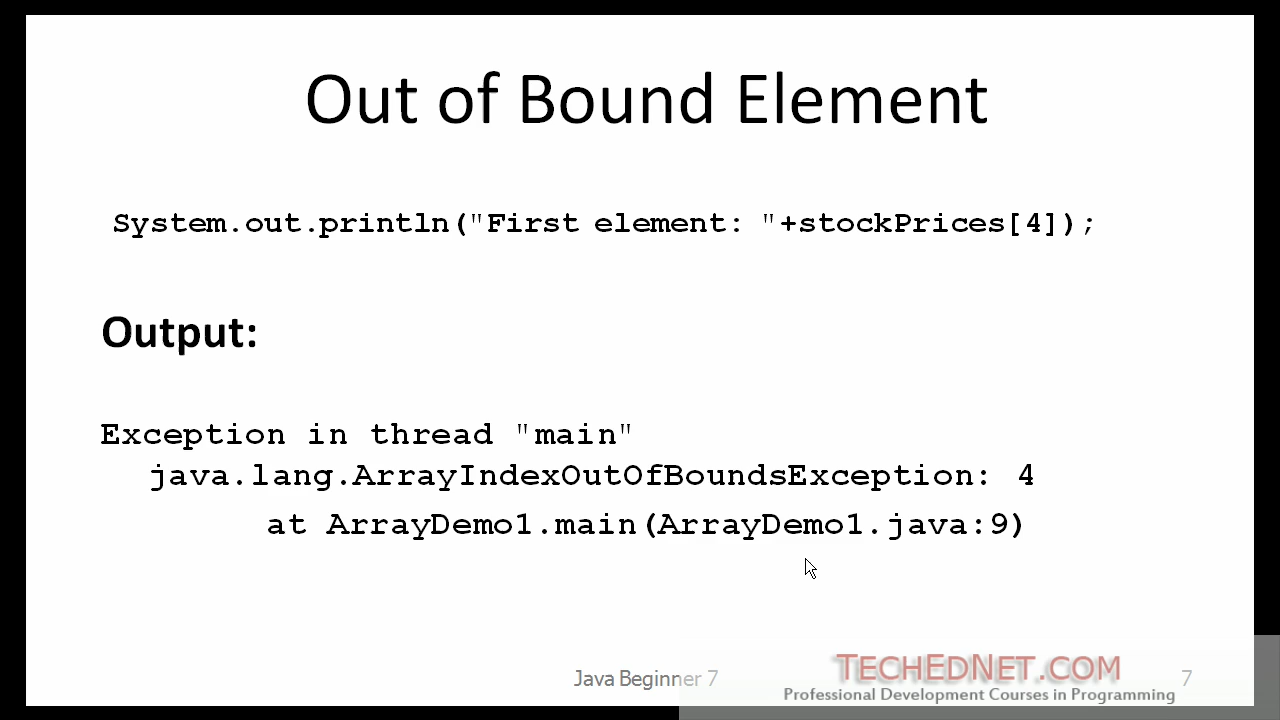 Out of Bound Element
System.out.println("First element: "+stockPrices[4]);
Output:
Exception in thread "main"
java.lang.ArrayIndexOutOfBoundsException: 4
at ArrayDemo1.main(ArrayDemo1.java:9)
Java Beginner 7
TECHEDNET.COM
7
Professional Development Courses in Programming